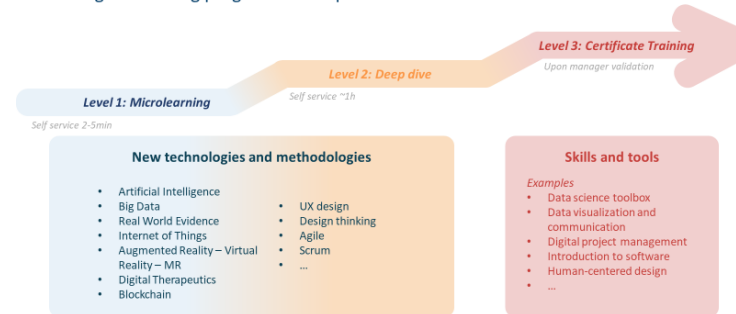 Level 3: Certificate Training
Upon manager validation
Level 2: Deep dive
Self service ~1h
Level 1: Microlearning
Self service 2-5min
New technologies and methodologies
• Artificial Intelligence
• Big Data
• Real World Evidence
• Internet of Things
• Augmented Reality – Virtual
Reality – MR
• Digital Therapeutics
• Blockchain
• UX design
• Design thinking
• Agile
• Scrum
• ...
Skills and tools
Examples
• Data science toolbox
• Data visualization and
communication
• Digital project management
• Introduction to software
• Human-centered design
• ...